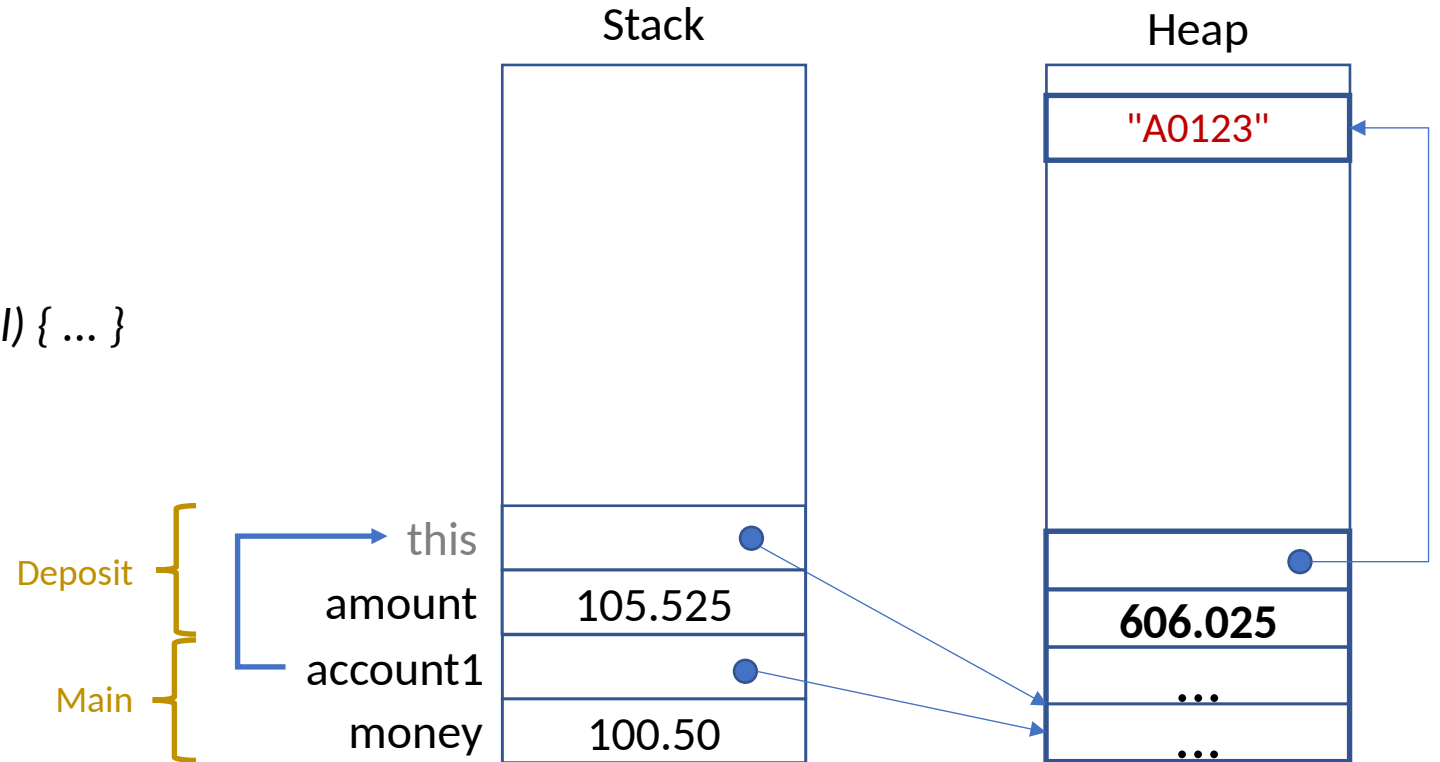 Stack
Heap
"A0123"
l) { ... }
this
Deposit
amount
105.525
606.025
account1
...
Main
money
100.50
...